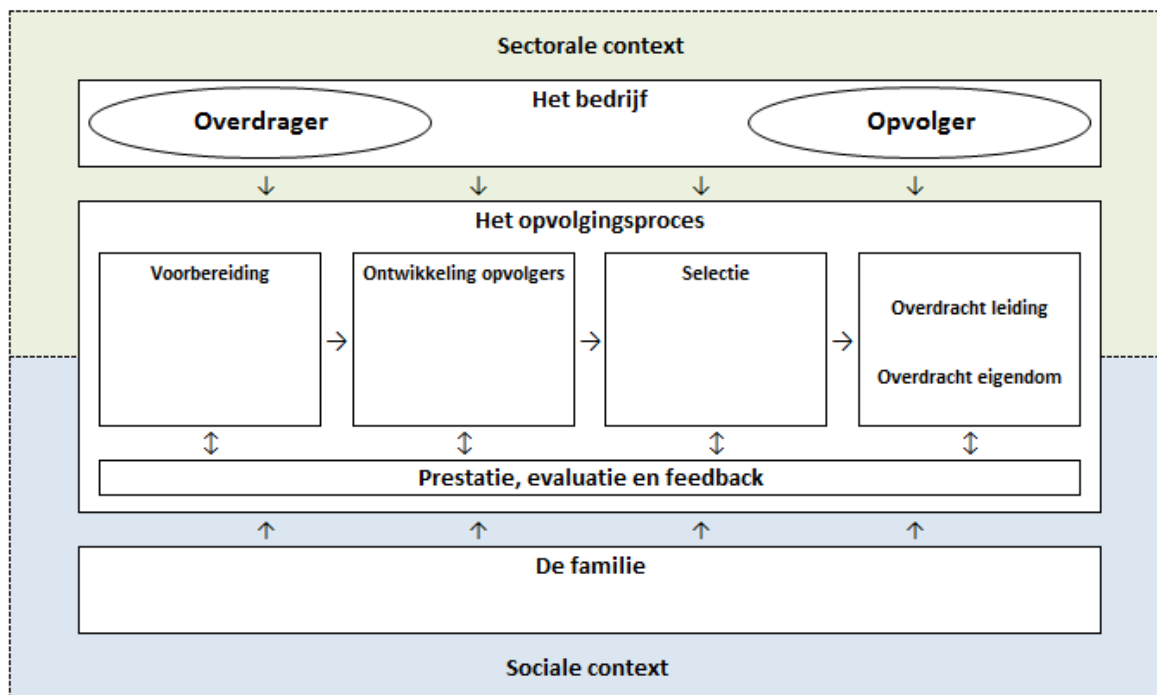 Sectorale context
Het bedrijf
Overdrager
Opvolger
↓ ↓ ↓ ↓
Het opvolgingsproces
Voorbereiding
Ontwikkeling opvolgers
Selectie
Overdracht leiding
→ → →
Overdracht eigendom
↕ ↕ ↕ ↕
Prestatie, evaluatie en feedback
↑ ↑ ↑ ↑
De familie
Sociale context